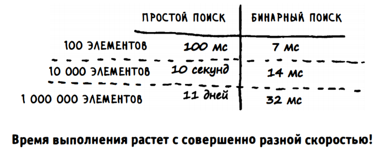 ПРОСТОЙ ПОИСК БИНАРНЫЙ ПОИСК
100 ЭЛЕМЕНТОВ 100 мс 7 мс
10 000 ЭЛЕМЕНТОВ 10 секунд 14 мс
1 000 000 ЭЛЕМЕНТОВ 11 дней 32 мс
Время выполнения растет с совершенно разной скоростью!